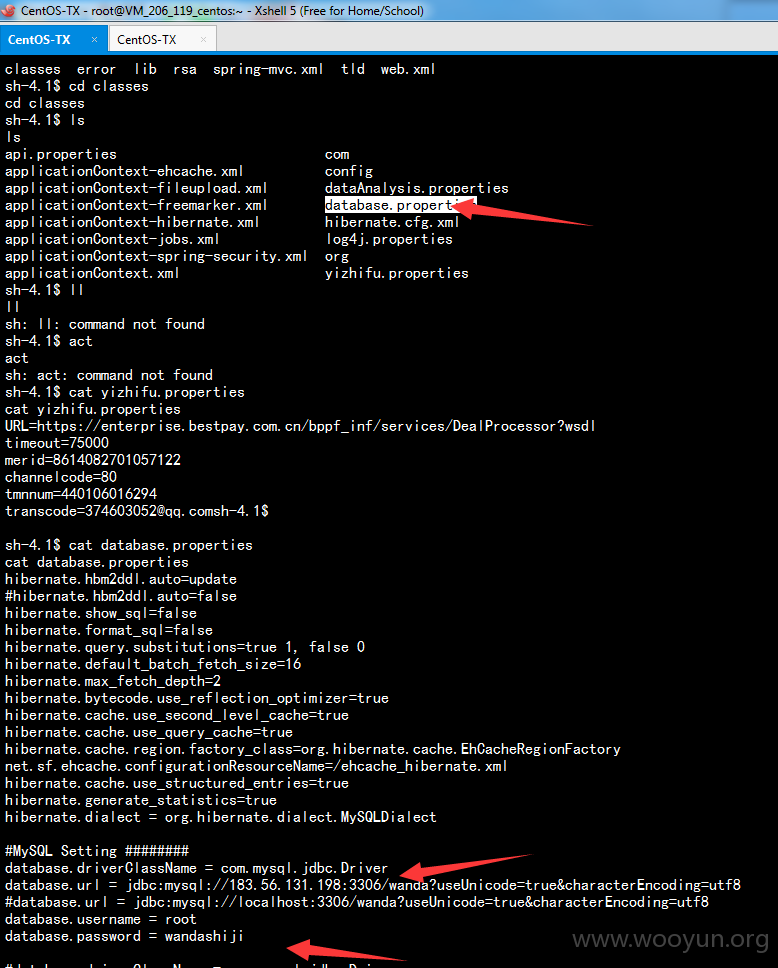 CentOS-TX - root@VM_206_119_centos:~ - Xshell 5 (Free for Home/School)
CentOS-TX × CentOS-TX ×
classes error lib rsa spring-mvc.xml tld web.xml
sh-4.1$ cd classes
cd classes
sh-4.1$ ls
ls
api.properties com
applicationContext-ehcache.xml config
applicationContext-fileupload.xml dataAnalysis.properties
applicationContext-freemarker.xml
applicationContext-hibernate.xml hibernate.cfg.xml
applicationContext-jobs.xml log4j.properties
applicationContext-spring-security.xml org
applicationContext.xml yizhifu.properties
sh-4.1$ ll
ll
sh: ll: command not found
sh-4.1$ act
act
sh: act: command not found
sh-4.1$ cat yizhifu.properties
cat yizhifu.properties
URL=https://enterprise.bestpay.com.cn/bppf_inf/services/DealProcessor?wsdl
timeout=75000
merid=8614082701057122
channelcode=80
tmnnum=440106016294
transcode=374603052@qq.comsh-4.1$
sh-4.1$ cat database.properties
cat database.properties
hibernate.hbm2ddl.auto=update
#hibernate.hbm2ddl.auto=false
hibernate.show_sql=false
hibernate.format_sql=false
hibernate.query.substitutions=true 1, false 0
hibernate.default_batch_fetch_size=16
hibernate.max_fetch_depth=2
hibernate.bytecode.use_reflection_optimizer=true
hibernate.cache.use_second_level_cache=true
hibernate.cache.use_query_cache=true
hibernate.cache.region.factory_class=org.hibernate.cache.EhCacheRegionFactory
net.sf.ehcache.configurationResourceName=/ehcache_hibernate.xml
hibernate.cache.use_structured_entries=true
hibernate.generate_statistics=true
hibernate.dialect = org.hibernate.dialect.MySQLDialect
#MySQL Setting ########
database.driverClassName = com.mysql.jdbc.Driver
database.url = jdbc:mysql://183.56.131.198:3306/wanda?useUnicode=true&characterEncoding=utf8
#database.url = jdbc:mysql://localhost:3306/wanda?useUnicode=true&characterEncoding=utf8
database.username = root
database.password = wandashiji
www.wooyun.org